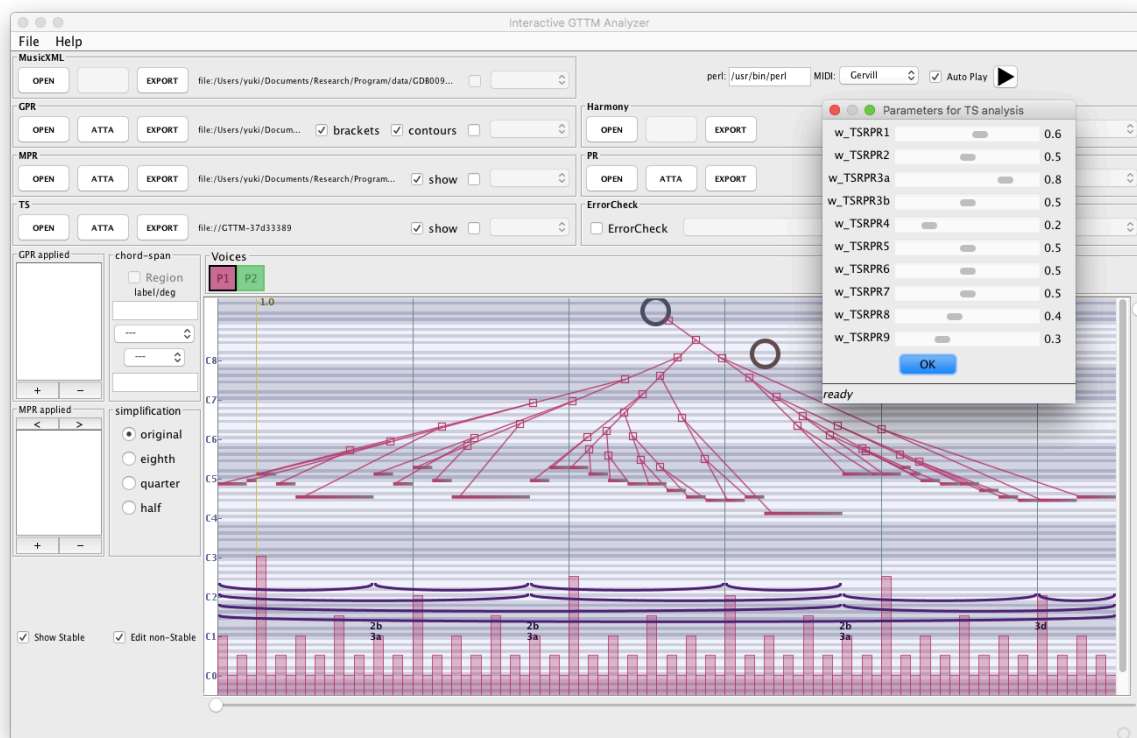 Interactive GTTM Analyzer
File Help
MusicXML
OPEN EXPORT file:/Users/yuki/Documents/Research/Program/data/GDB009...
perl: /usr/bin/perl MIDI: Gervill Auto Play
GPR
OPEN ATTA EXPORT file:/Users/yuki/Docum... brackets contours
Harmony
OPEN EXPORT
MPR
OPEN ATTA EXPORT file:/Users/yuki/Documents/Research/Program... show
PR
OPEN ATTA EXPORT
TS
OPEN ATTA EXPORT file://GTTM-37d33389 show
ErrorCheck
ErrorCheck
Parameters for TS analysis
w_TSRPR1 0.6
w_TSRPR2 0.5
w_TSRPR3a 0.8
w_TSRPR3b 0.5
w_TSRPR4 0.2
w_TSRPR5 0.5
w_TSRPR6 0.5
w_TSRPR7 0.5
w_TSRPR8 0.4
w_TSRPR9 0.3
OK
ready
GPR applied
+ −
MPR applied
< >
+ −
chord-span
Region
label/deg
---
---
simplification
original
eighth
quarter
half
Show Stable Edit non-Stable
Voices
P1 P2
1.0
C8
C7
C6
C5
C4
C3
C2
C1
C0
2b 2b 2b 3d
3a 3a 3a